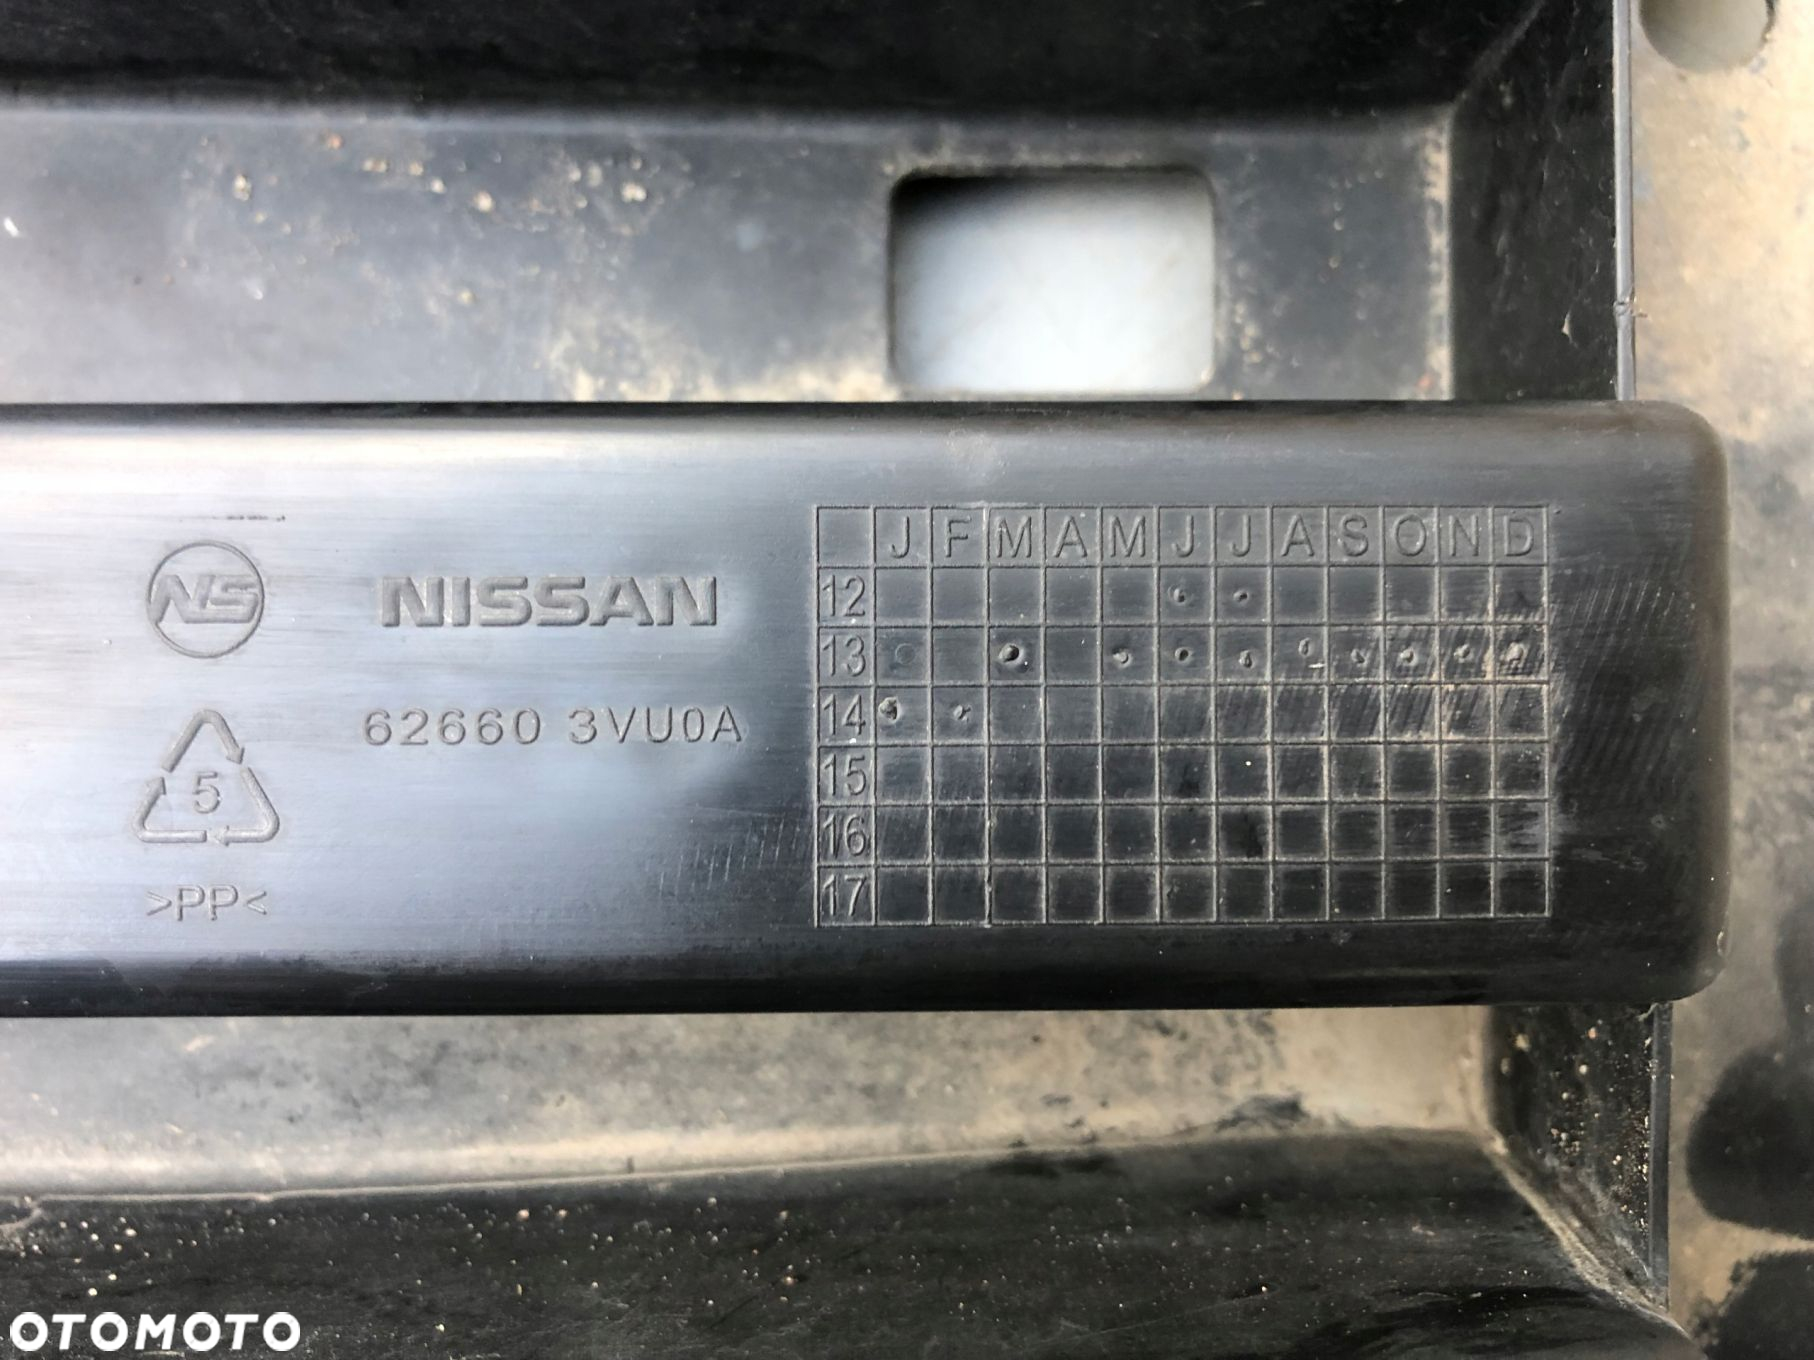 J F M A M J J A S O N D
NS NISSAN
12
13
62660 3VU0A
14
5
15
16
>PP<
17
OTOMOTO